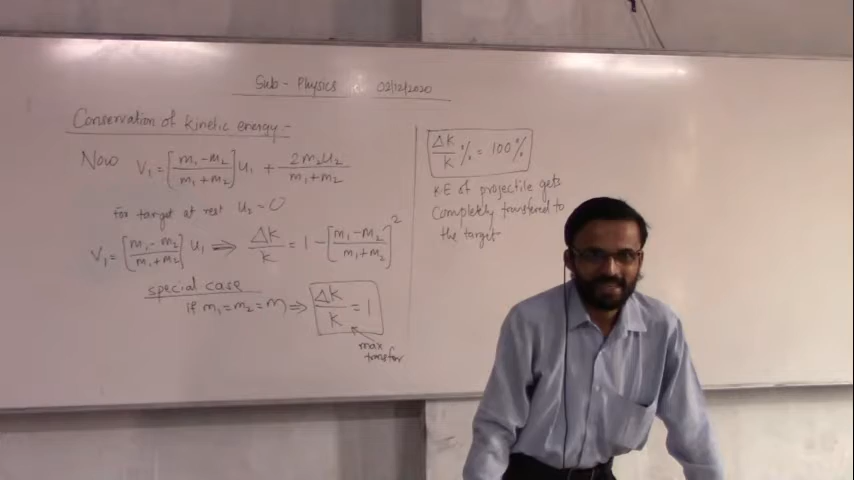 Sub - Physics 02/12/2020
Conservation of kinetic energy :-
Now V₁ = [m₁-m₂ / m₁+m₂] u₁ + 2m₂u₂ / m₁+m₂
for target at rest u₂ = 0
V₁ = [m₁-m₂ / m₁+m₂] u₁ ⇒ ΔK/K = 1 - [m₁-m₂ / m₁+m₂]²
special case
if m₁=m₂=m ⇒ ΔK/K = 1
max
transfer
ΔK/K % = 100%
KE of projectile gets
Completely transferred to
the target